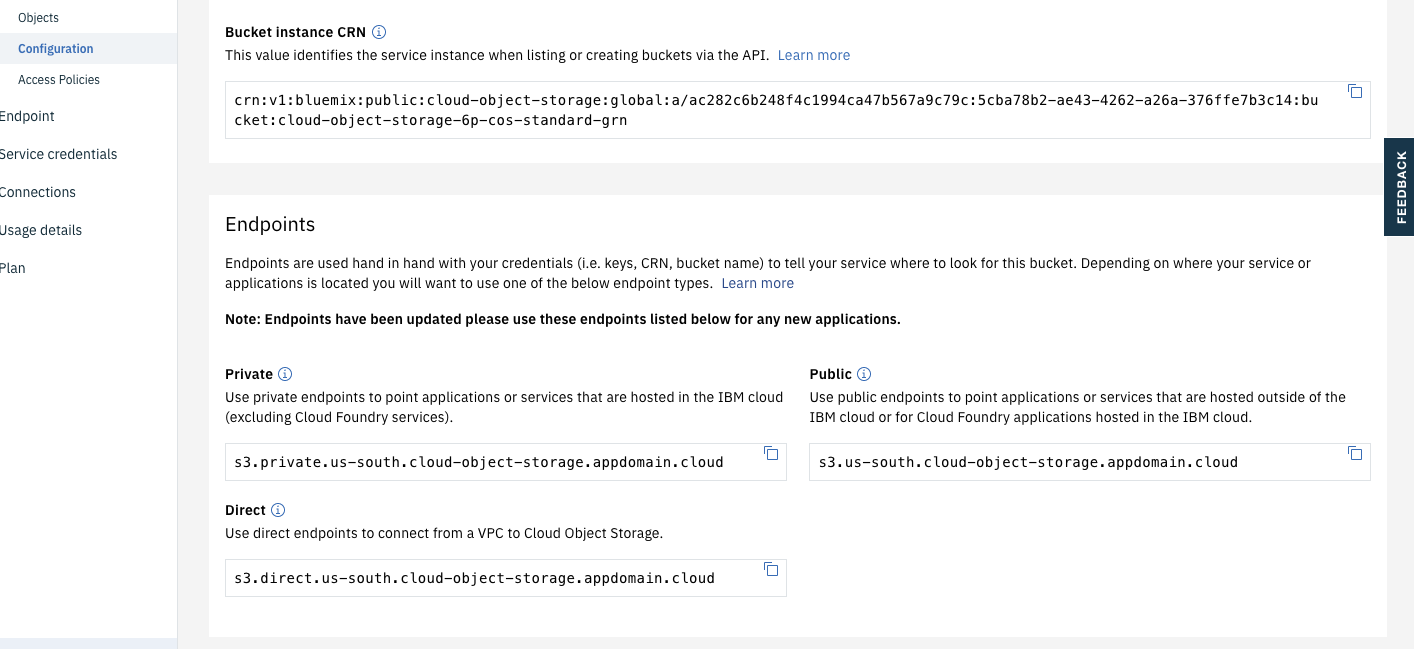 Objects
Configuration
Access Policies
Endpoint
Service credentials
Connections
Usage details
Plan
Bucket instance CRN
This value identifies the service instance when listing or creating buckets via the API. Learn more
crn:v1:bluemix:public:cloud-object-storage:global:a/ac282c6b248f4c1994ca47b567a9c79c:5cba78b2-ae43-4262-a26a-376ffe7b3c14:bu
cket:cloud-object-storage-6p-cos-standard-grn
FEEDBACK
Endpoints
Endpoints are used hand in hand with your credentials (i.e. keys, CRN, bucket name) to tell your service where to look for this bucket. Depending on where your service or
applications is located you will want to use one of the below endpoint types. Learn more
Note: Endpoints have been updated please use these endpoints listed below for any new applications.
Private
Use private endpoints to point applications or services that are hosted in the IBM cloud
(excluding Cloud Foundry services).
s3.private.us-south.cloud-object-storage.appdomain.cloud
Public
Use public endpoints to point applications or services that are hosted outside of the
IBM cloud or for Cloud Foundry applications hosted in the IBM cloud.
s3.us-south.cloud-object-storage.appdomain.cloud
Direct
Use direct endpoints to connect from a VPC to Cloud Object Storage.
s3.direct.us-south.cloud-object-storage.appdomain.cloud